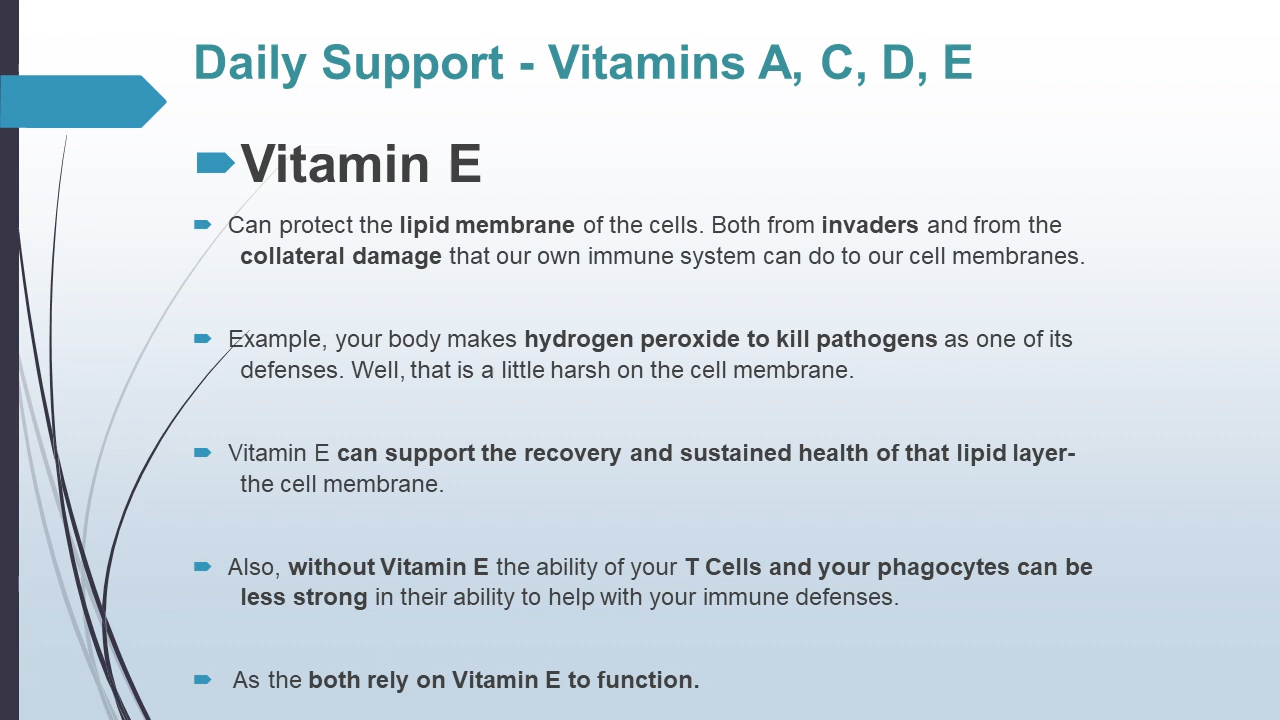 Daily Support - Vitamins A, C, D, E
Vitamin E
Can protect the lipid membrane of the cells. Both from invaders and from the
collateral damage that our own immune system can do to our cell membranes.
Example, your body makes hydrogen peroxide to kill pathogens as one of its
defenses. Well, that is a little harsh on the cell membrane.
Vitamin E can support the recovery and sustained health of that lipid layer-
the cell membrane.
Also, without Vitamin E the ability of your T Cells and your phagocytes can be
less strong in their ability to help with your immune defenses.
As the both rely on Vitamin E to function.